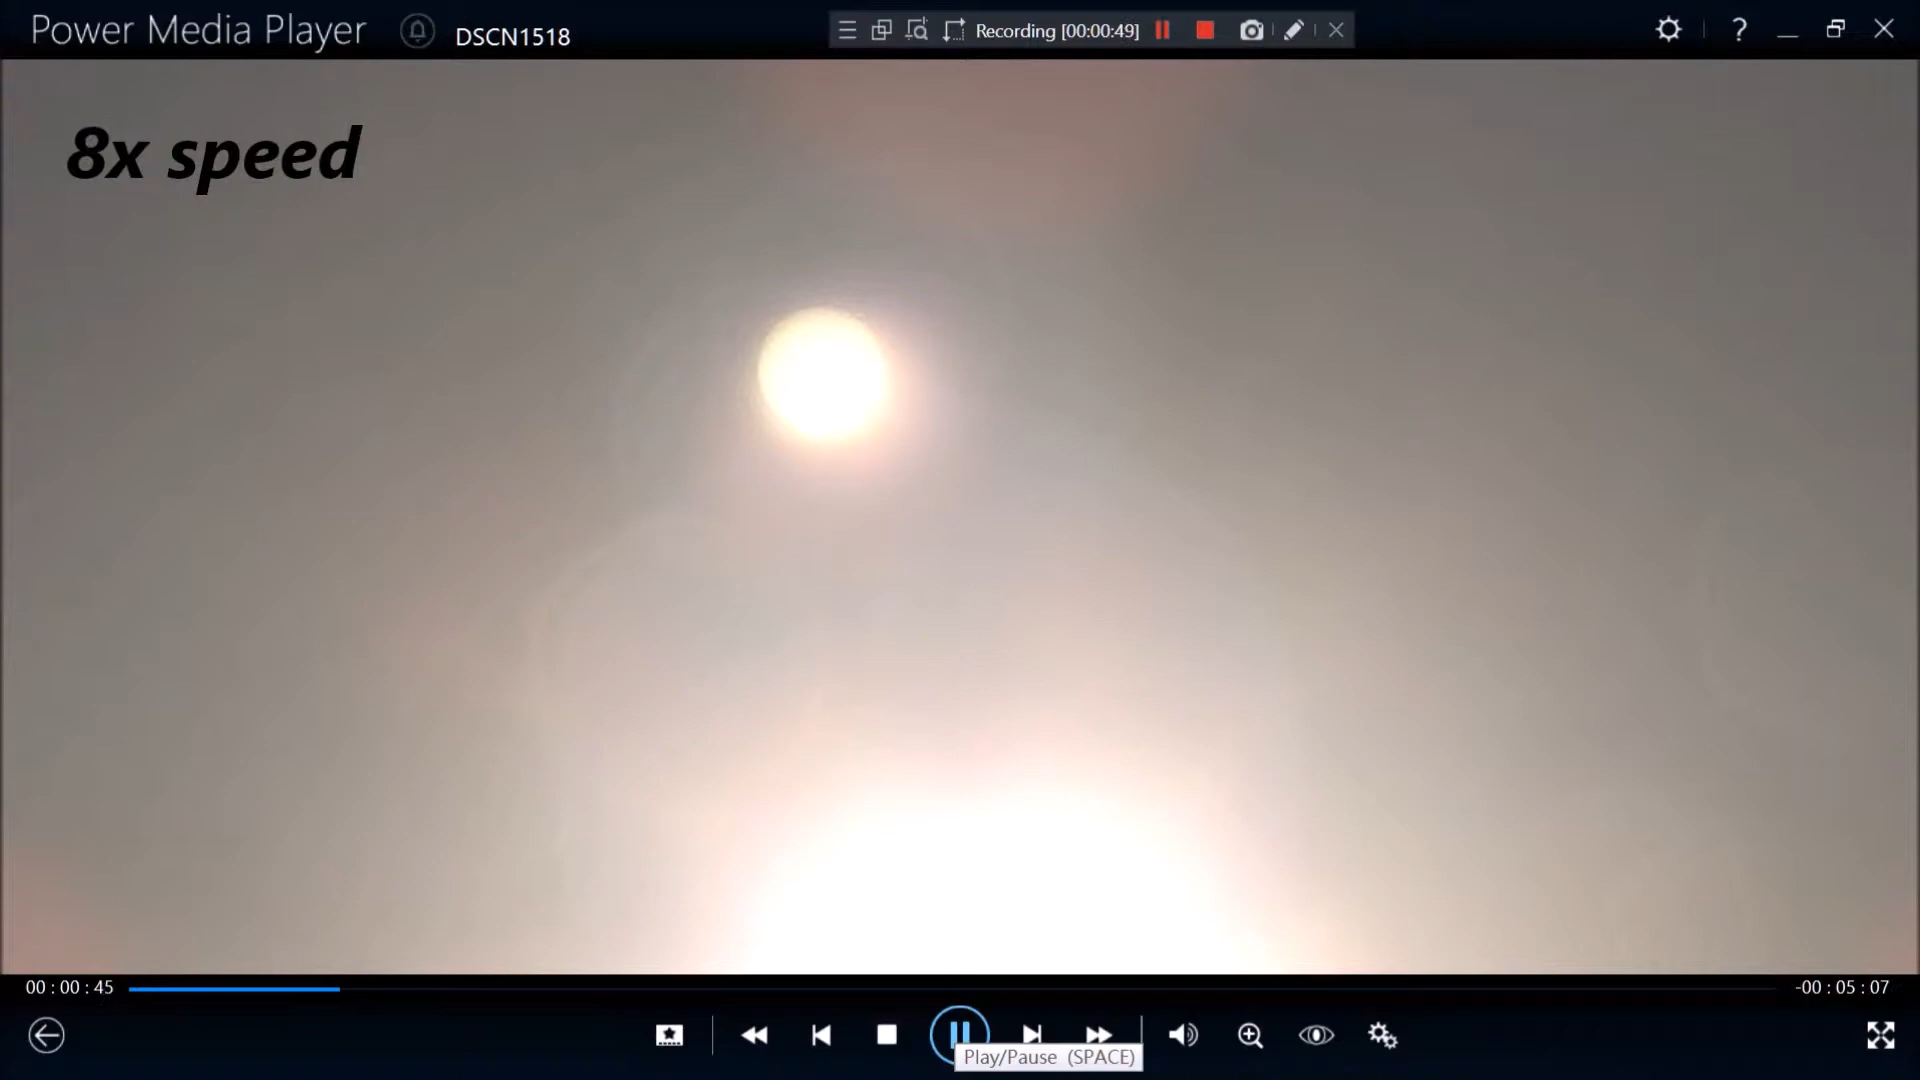 Power Media Player
DSCN1518
Recording [00:00:49]
?
8x speed
00 : 00 : 45
-00 : 05 : 07
Play/Pause (SPACE)